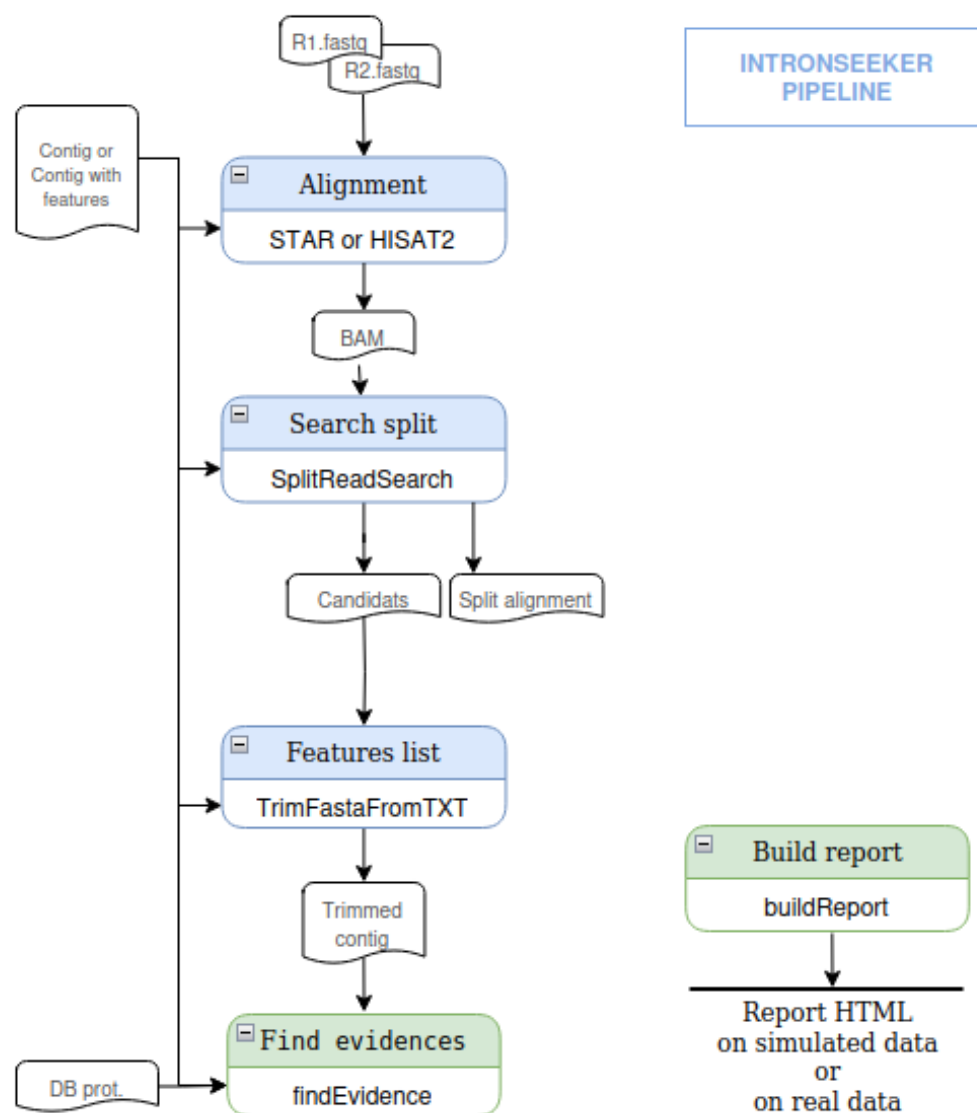 R1.fastq
R2.fastq
INTRONSEEKER
PIPELINE
Contig or
Contig with
features
Alignment
STAR or HISAT2
BAM
Search split
SplitReadSearch
Candidats
Split alignment
Features list
TrimFastaFromTXT
Trimmed
contig
Build report
buildReport
Report HTML
on simulated data
or
on real data
Find evidences
findEvidence
DB prot.